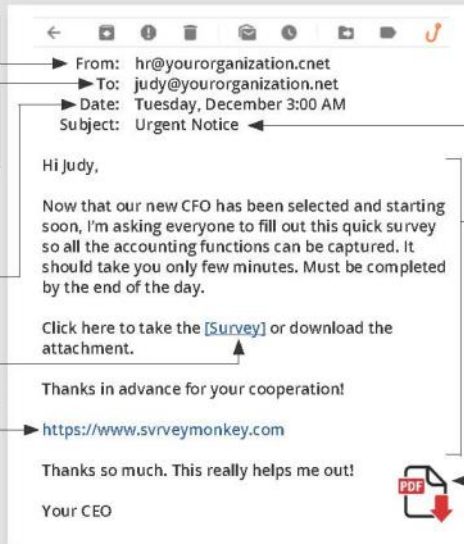 From: hr@yourorganization.cnet
To: judy@yourorganization.net
Date: Tuesday, December 3:00 AM
Subject: Urgent Notice
Hi Judy,
Now that our new CFO has been selected and starting
soon, I'm asking everyone to fill out this quick survey
so all the accounting functions can be captured. It
should take you only few minutes. Must be completed
by the end of the day.
Click here to take the [Survey] or download the
attachment.
Thanks in advance for your cooperation!
https://www.svrveymonkey.com
Thanks so much. This really helps me out!
PDF
Your CEO